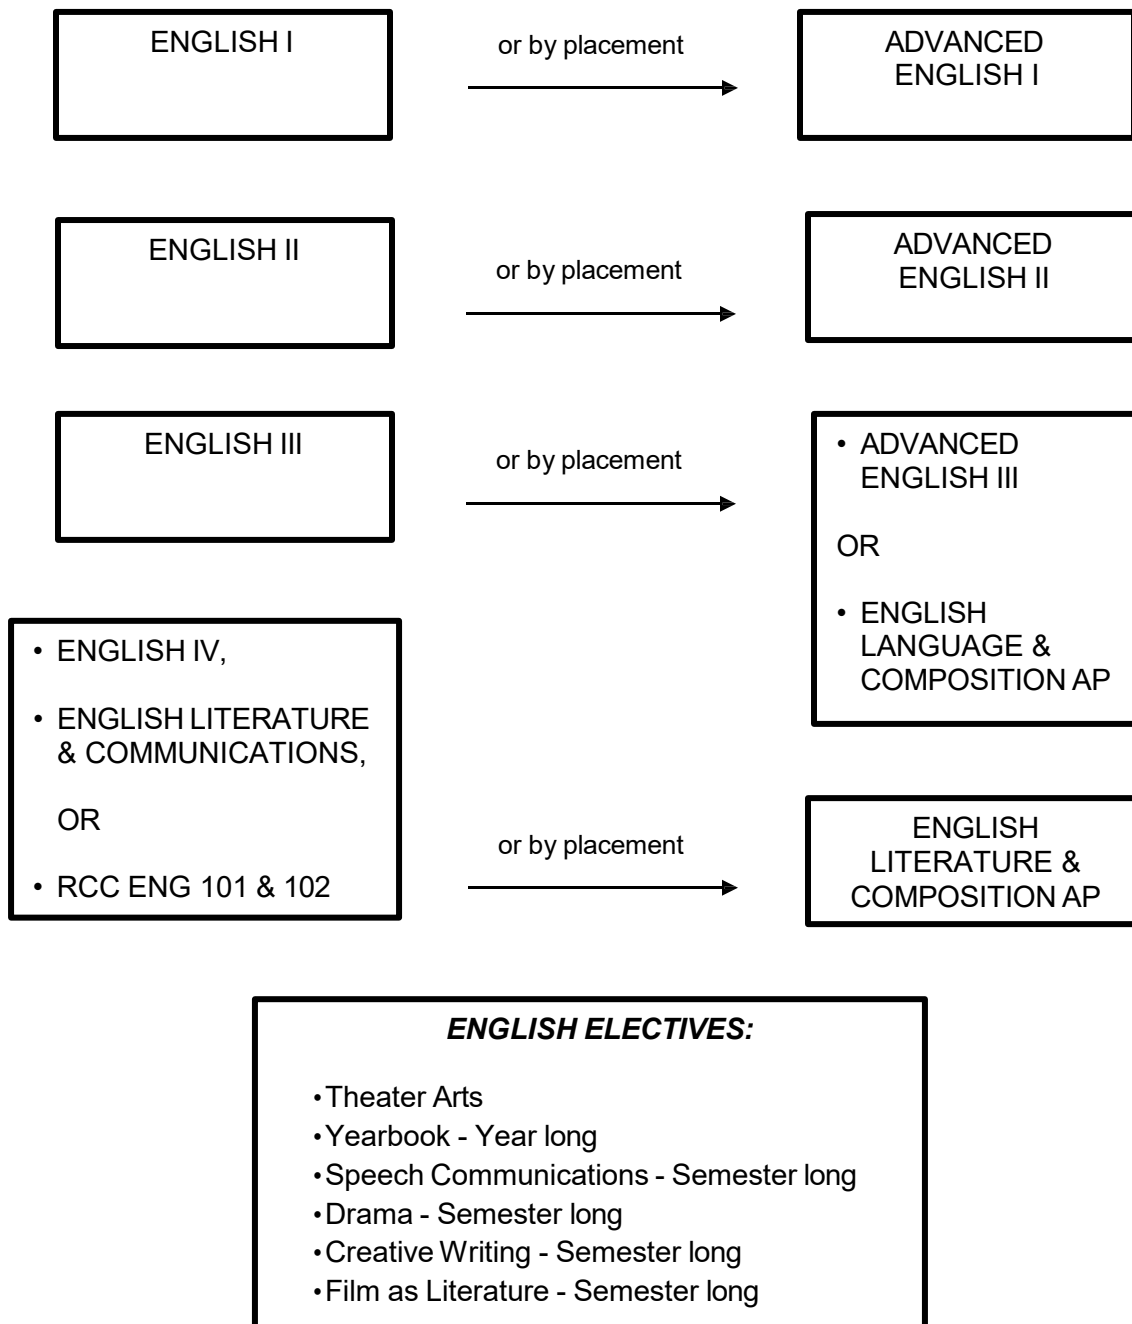 ENGLISH I
or by placement
ADVANCED
ENGLISH I
ENGLISH II
or by placement
ADVANCED
ENGLISH II
ENGLISH III
or by placement
• ADVANCED
ENGLISH III
OR
• ENGLISH
LANGUAGE &
COMPOSITION AP
• ENGLISH IV,
• ENGLISH LITERATURE
& COMMUNICATIONS,
OR
• RCC ENG 101 & 102
or by placement
ENGLISH
LITERATURE &
COMPOSITION AP
ENGLISH ELECTIVES:
• Theater Arts
• Yearbook - Year long
• Speech Communications - Semester long
• Drama - Semester long
• Creative Writing - Semester long
• Film as Literature - Semester long